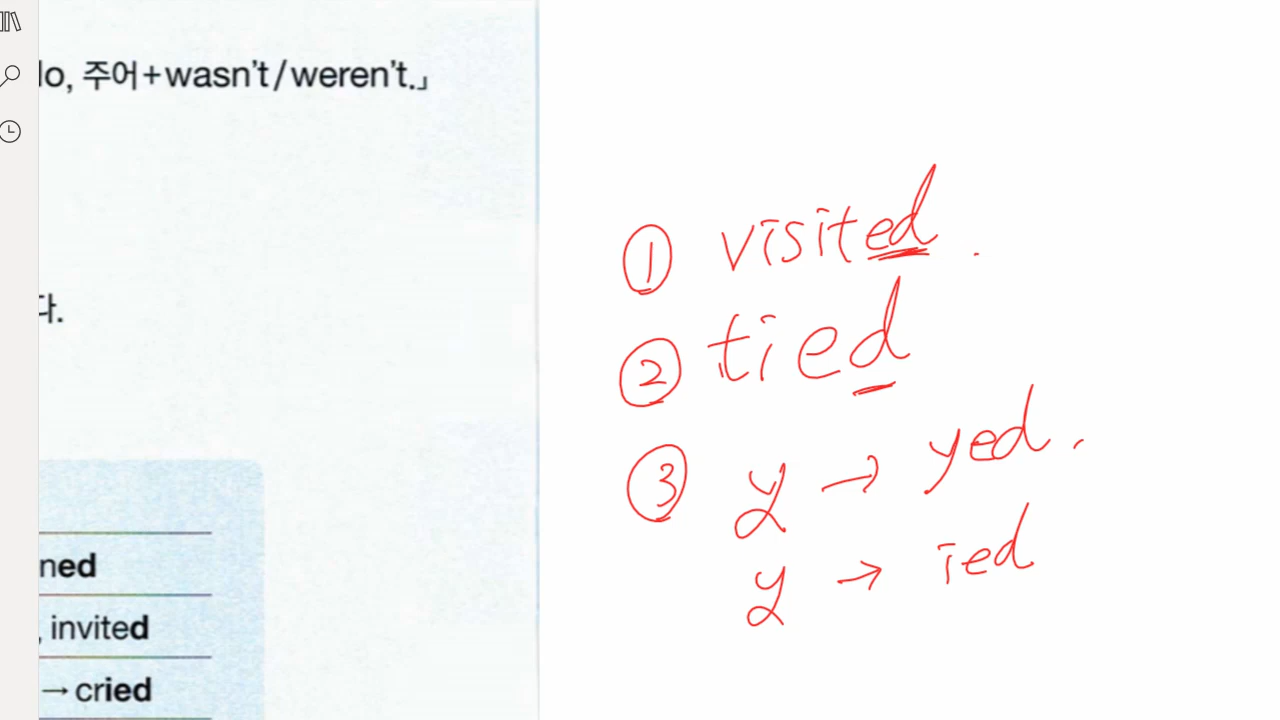 lo, 주어+wasn't/weren't.」
다.
ned
, invited
→ cried
① visited.
② tied
③ y → yed.
y → ied